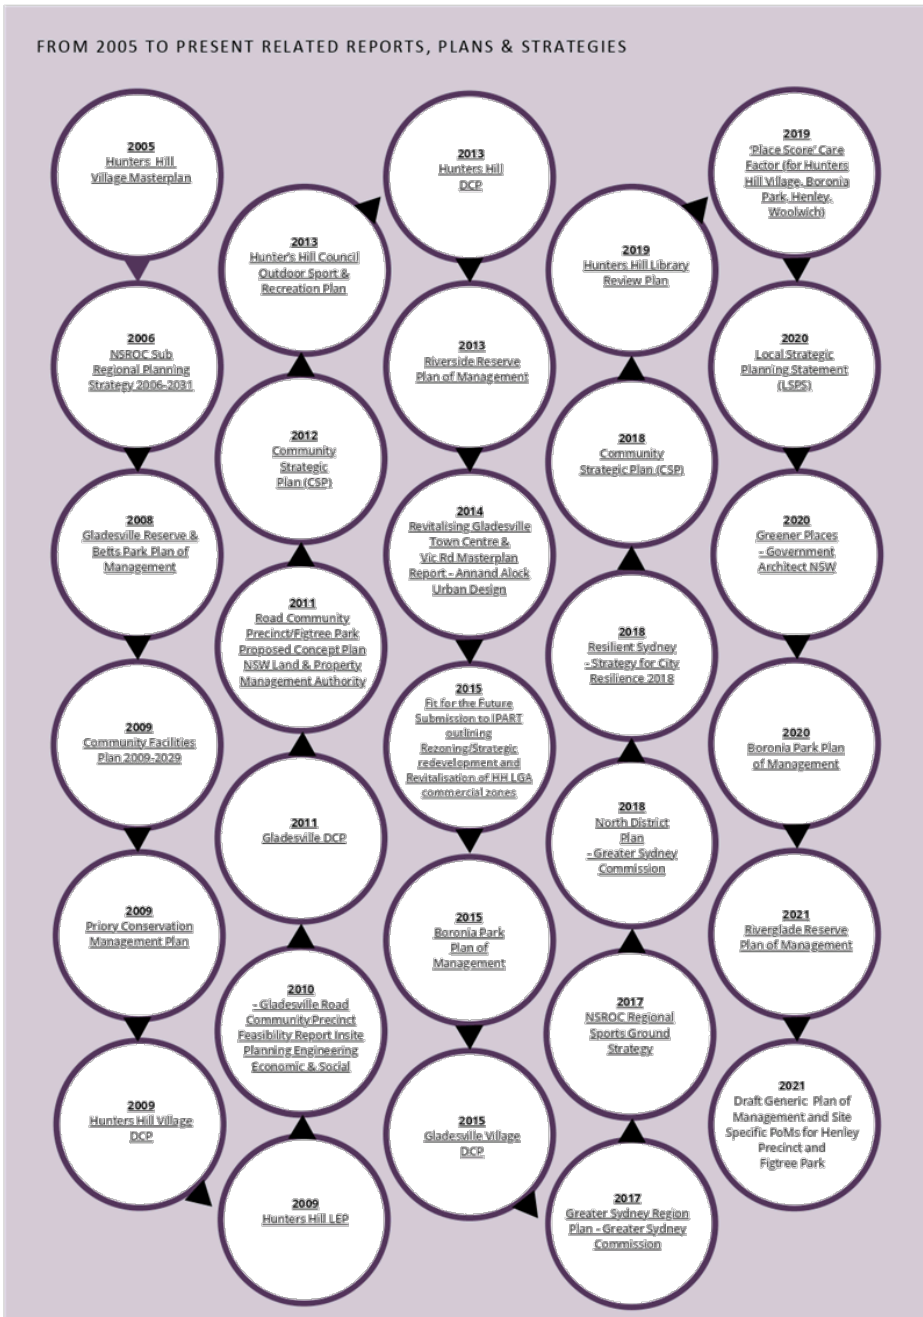 FROM 2005 TO PRESENT RELATED REPORTS, PLANS & STRATEGIES
2005
Hunters Hill
Village Masterplan
2006
NSROC Sub
Regional Planning
Strategy 2006-2031
2008
Gladesville Reserve &
Betts Park Plan of
Management
2009
Community Facilities
Plan 2009-2029
2009
Priory Conservation
Management Plan
2009
Hunters Hill Village
DCP
2009
Hunters Hill LEP
2010
- Gladesville Road
Community Precinct
Feasibility Report Insite
Planning Engineering
Economic & Social
2011
Gladesville DCP
2011
Road Community
Precinct/Figtree Park
Proposed Concept Plan
NSW Land & Property
Management Authority
2012
Community
Strategic
Plan (CSP)
2013
Hunter's Hill Council
Outdoor Sport &
Recreation Plan
2013
Hunters Hill
DCP
2013
Riverside Reserve
Plan of Management
2014
Revitalising Gladesville
Town Centre &
Vic Rd Masterplan
Report - Annand Alock
Urban Design
2015
Fit for the Future
Submission to IPART
outlining
Rezoning/Strategic
redevelopment and
Revitalisation of HH LGA
commercial zones
2015
Boronia Park
Plan of
Management
2015
Gladesville Village
DCP
2017
Greater Sydney Region
Plan - Greater Sydney
Commission
2017
NSROC Regional
Sports Ground
Strategy
2018
North District
Plan
- Greater Sydney
Commission
2018
Resilient Sydney
- Strategy for City
Resilience 2018
2018
Community
Strategic Plan (CSP)
2019
Hunters Hill Library
Review Plan
2019
'Place Score' Care
Factor (for Hunters
Hill Village, Boronia
Park, Henley,
Woolwich)
2020
Local Strategic
Planning Statement
(LSPS)
2020
Greener Places
- Government
Architect NSW
2020
Boronia Park Plan
of Management
2021
Riverglade Reserve
Plan of Management
2021
Draft Generic Plan of
Management and Site
Specific PoMs for Henley
Precinct and
Figtree Park